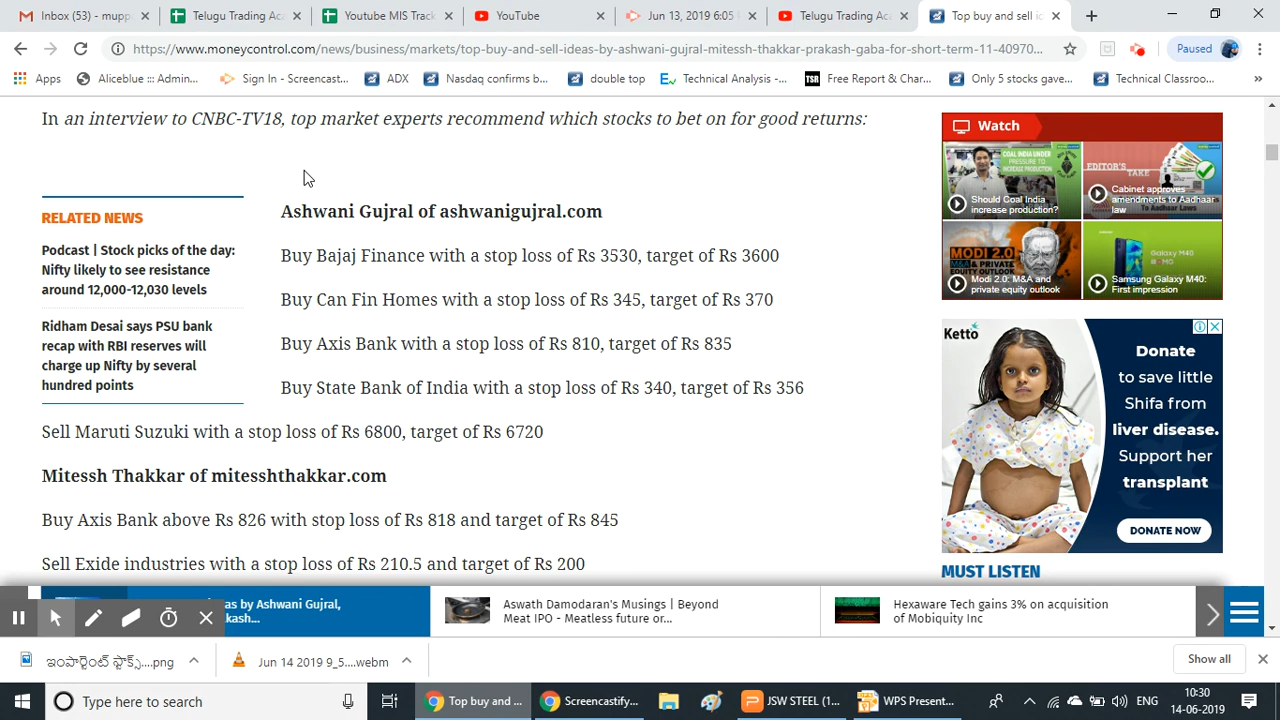 Inbox (53) - mupp
Telugu Trading Aca
Youtube MIS Track
YouTube
Jun 13, 2019 6:05
Telugu Trading Aca
Top buy and sell i
https://www.moneycontrol.com/news/business/markets/top-buy-and-sell-ideas-by-ashwani-gujral-mitessh-thakkar-prakash-gaba-for-short-term-11-40970...
Paused
Apps
Aliceblue ::: Admin...
Sign In - Screencast...
ADX
Nasdaq confirms b...
double top
Technical Analysis -...
TSR
Free Report & Char...
Only 5 stocks gave...
Technical Classroo...
In an interview to CNBC-TV18, top market experts recommend which stocks to bet on for good returns:
RELATED NEWS
Podcast | Stock picks of the day:
Nifty likely to see resistance
around 12,000-12,030 levels
Ridham Desai says PSU bank
recap with RBI reserves will
charge up Nifty by several
hundred points
Ashwani Gujral of ashwanigujral.com
Buy Bajaj Finance with a stop loss of Rs 3530, target of Rs 3600
Buy Can Fin Homes with a stop loss of Rs 345, target of Rs 370
Buy Axis Bank with a stop loss of Rs 810, target of Rs 835
Buy State Bank of India with a stop loss of Rs 340, target of Rs 356
Sell Maruti Suzuki with a stop loss of Rs 6800, target of Rs 6720
Mitessh Thakkar of mitesshthakkar.com
Buy Axis Bank above Rs 826 with stop loss of Rs 818 and target of Rs 845
Sell Exide industries with a stop loss of Rs 210.5 and target of Rs 200
Watch
COAL INDIA UNDER
PRESSURE TO
INCREASE PRODUCTION
Should Coal India
increase production?
EDITOR'S
TAKE
Cabinet approves
amendments to Aadhaar
law
MODI 2.0
M&A & PRIVATE
EQUITY OUTLOOK
Modi 2.0: M&A and
private equity outlook
Galaxy M40
Samsung Galaxy M40:
First impression
Ketto
Donate
to save little
Shifa from
liver disease.
Support her
transplant
DONATE NOW
MUST LISTEN
as by Ashwani Gujral,
kash...
Aswath Damodaran's Musings | Beyond
Meat IPO - Meatless future or...
Hexaware Tech gains 3% on acquisition
of Mobiquity Inc
ఇంపార్టెంట్ స్టాక్స్....png
Jun 14 2019 9_5....webm
Show all
Type here to search
Top buy and ...
Screencastify...
JSW STEEL (1...
WPS Present...
ENG
10:30
14-06-2019